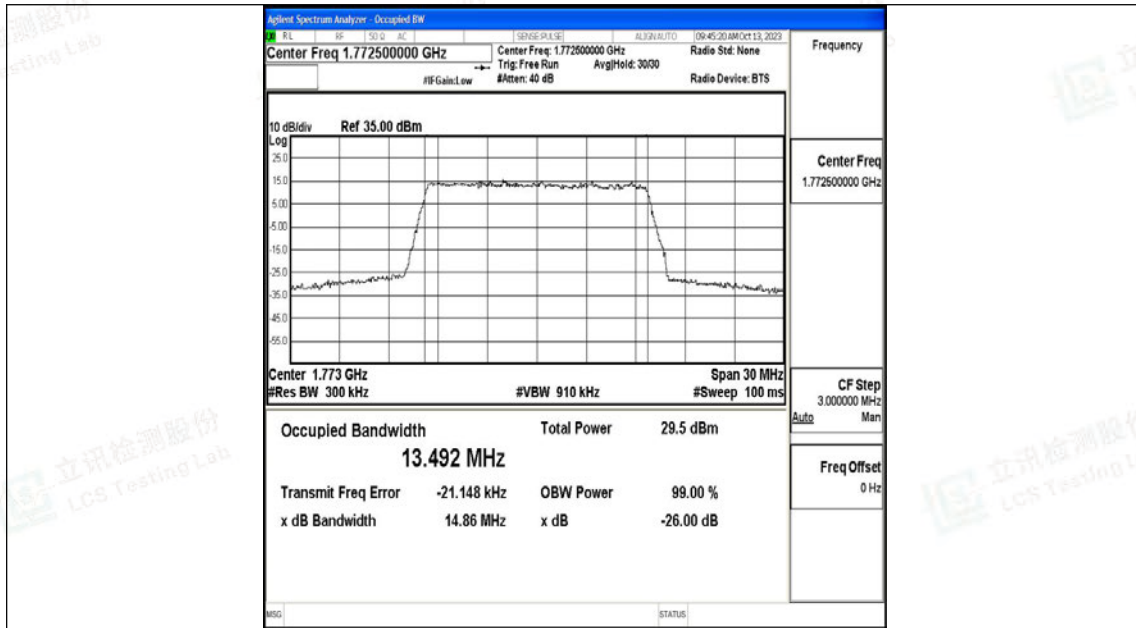 Agilent Spectrum Analyzer - Occupied BW
RL RF 50 Ω AC SENSE:PULSE ALIGNAUTO 09:45:20 AM Oct 13, 2023
Center Freq 1.772500000 GHz
Center Freq: 1.772500000 GHz
Radio Std: None
Trig: Free Run Avg|Hold: 30/30
#IFGain:Low #Atten: 40 dB Radio Device: BTS
10 dB/div Ref 35.00 dBm
Log
25.0
15.0
5.00
-5.00
-15.0
-25.0
-35.0
-45.0
-55.0
Center 1.773 GHz Span 30 MHz
#Res BW 300 kHz #VBW 910 kHz #Sweep 100 ms
Occupied Bandwidth Total Power 29.5 dBm
13.492 MHz
Transmit Freq Error -21.148 kHz OBW Power 99.00 %
x dB Bandwidth 14.86 MHz x dB -26.00 dB
MSG STATUS
Frequency
Center Freq
1.772500000 GHz
CF Step
3.000000 MHz
Auto Man
Freq Offset
0 Hz
立讯检测股份
LCS Testing Lab
立讯检测股份
LCS Testing L
检测股份
esting Lab
立